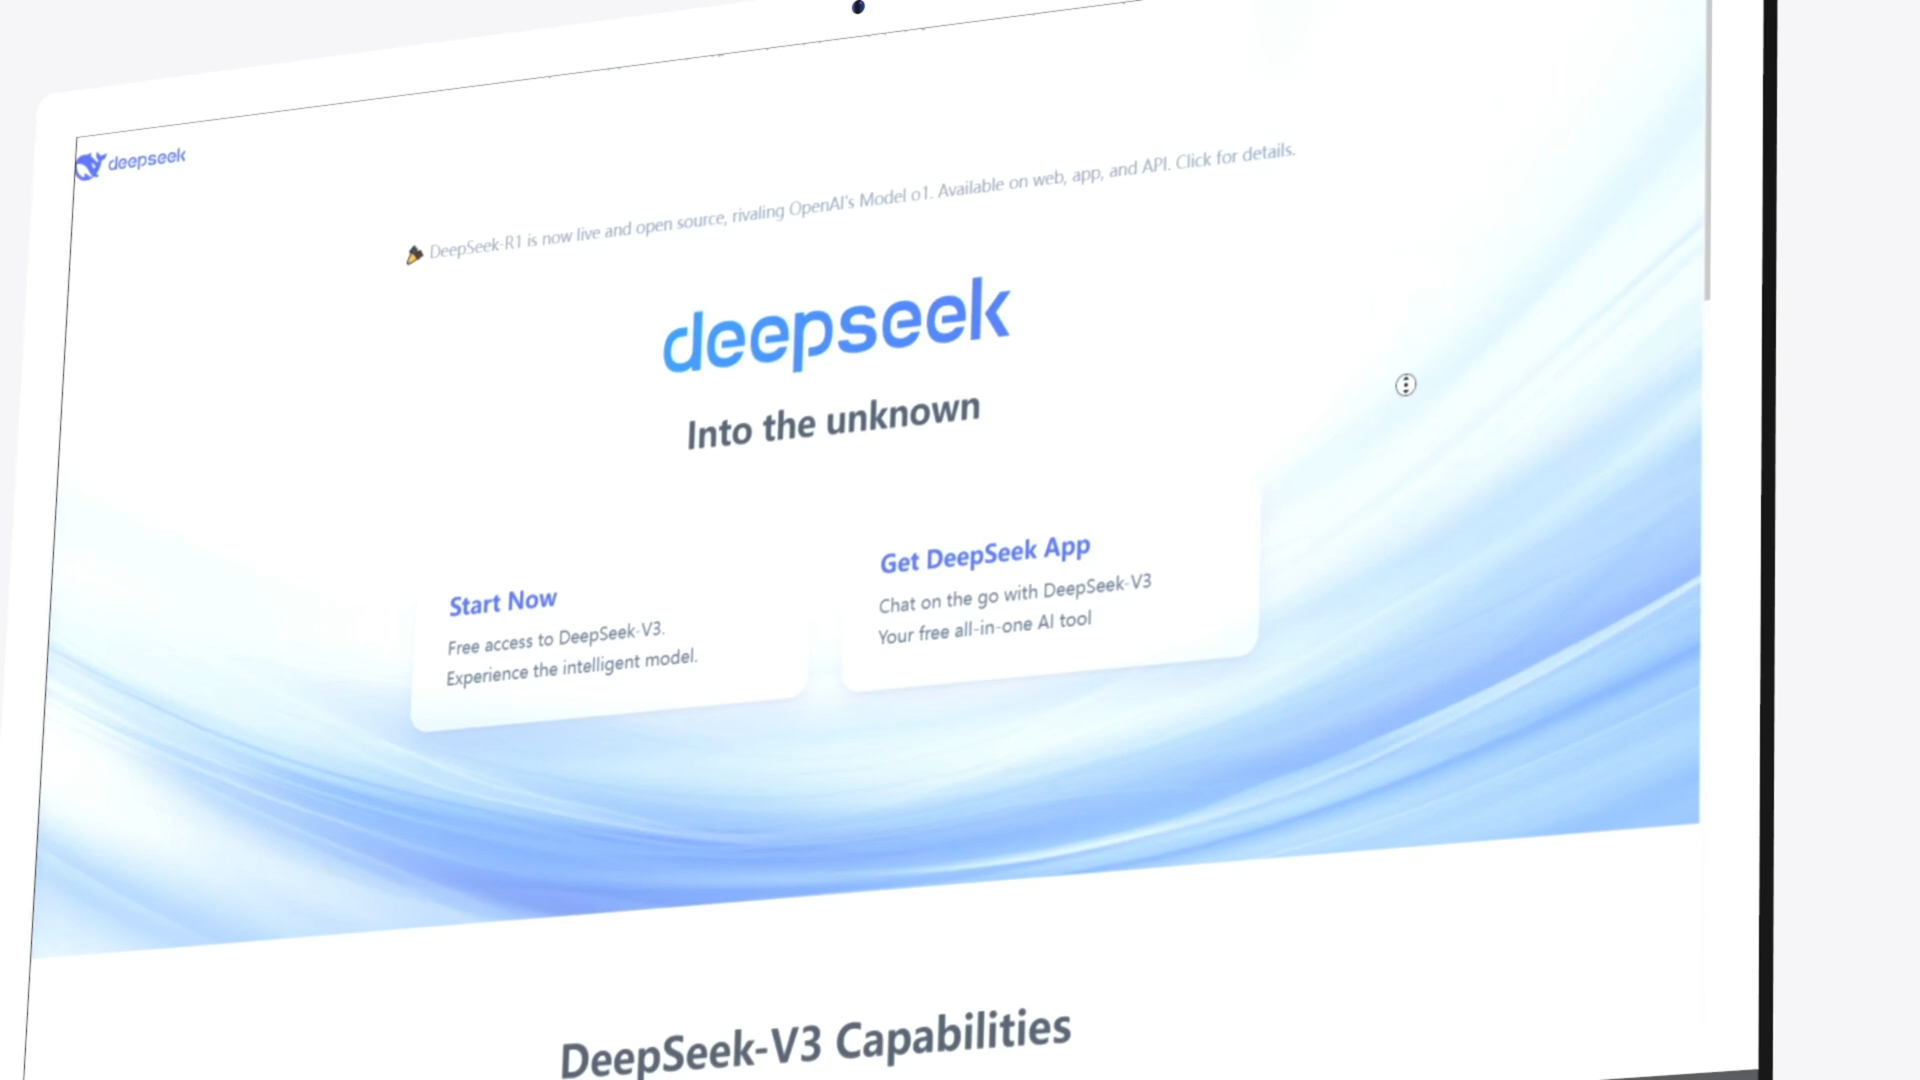 deepseek
🎉 DeepSeek-R1 is now live and open source, rivaling OpenAI's Model o1. Available on web, app, and API. Click for details.
deepseek
Into the unknown
Start Now
Free access to DeepSeek-V3.
Experience the intelligent model.
Get DeepSeek App
Chat on the go with DeepSeek-V3
Your free all-in-one AI tool
DeepSeek-V3 Capabilities